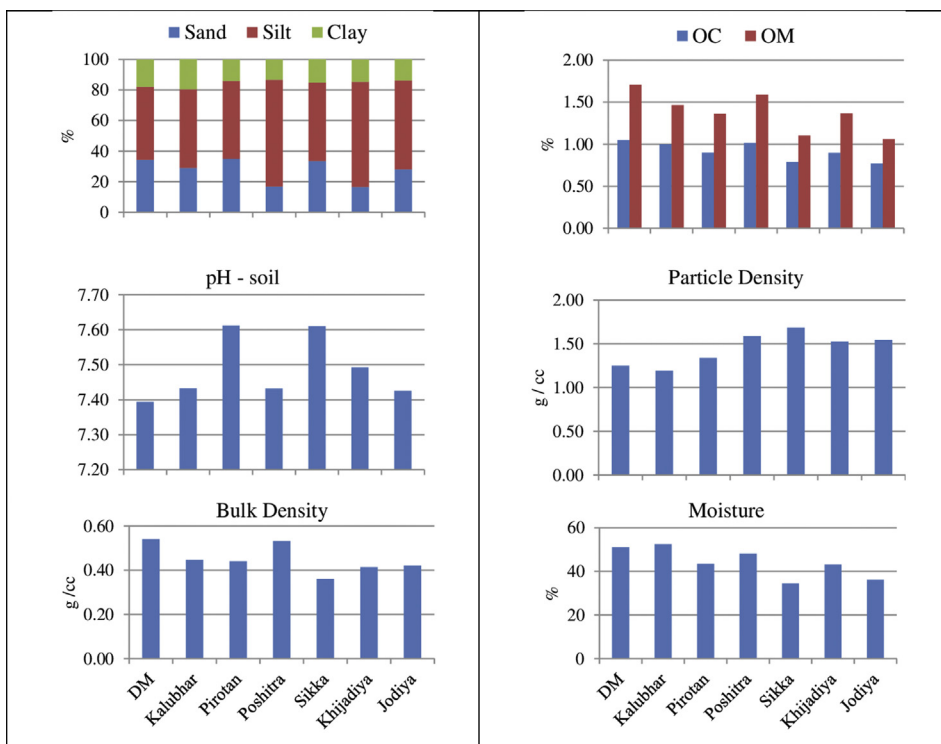 Sand Silt Clay
100
80
60
40
20
0
%
OC OM
2.00
1.50
1.00
0.50
0.00
%
pH - soil
7.70
7.60
7.50
7.40
7.30
7.20
Particle Density
2.00
1.50
1.00
0.50
0.00
g / cc
Bulk Density
0.60
0.40
0.20
0.00
g /cc
DM
Kalubhar
Pirotan
Poshitra
Sikka
Khijadiya
Jodiya
Moisture
60
40
20
0
%
DM
Kalubhar
Pirotan
Poshitra
Sikka
Khijadiya
Jodiya